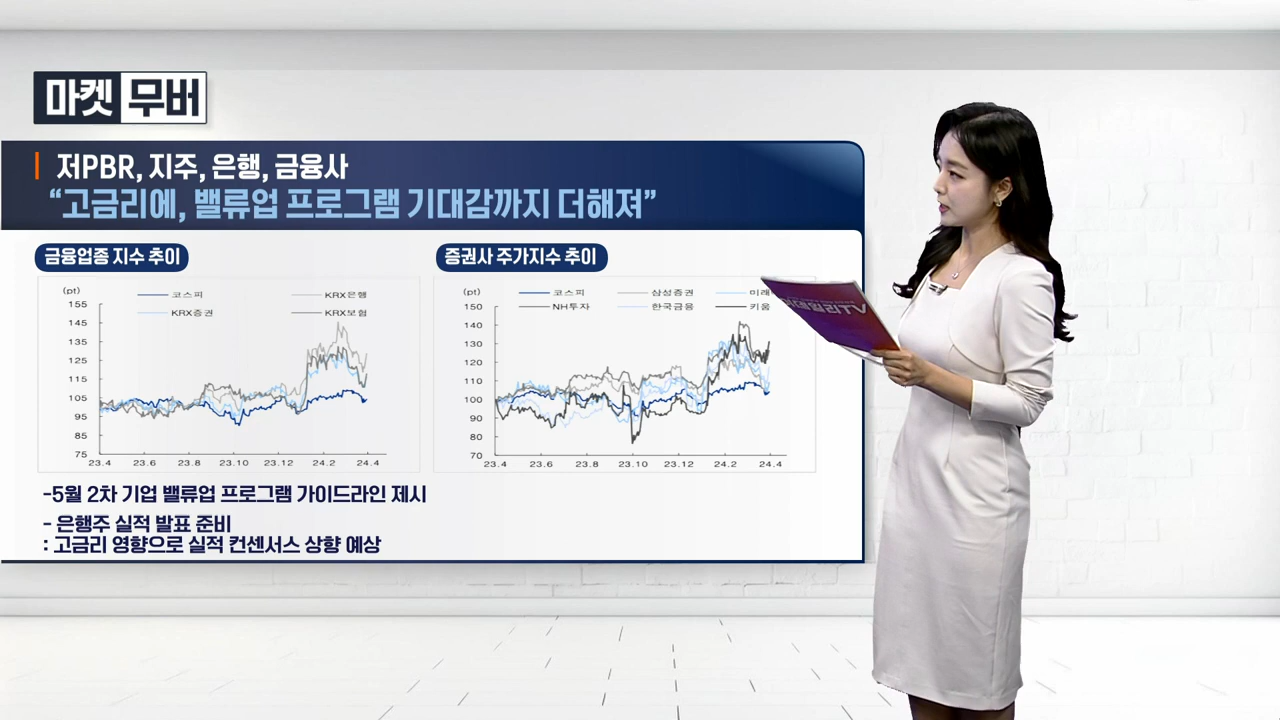 마켓 무버
저PBR, 지주, 은행, 금융사
“고금리에, 밸류업 프로그램 기대감까지 더해져”
금융업종 지수 추이
(pt)
코스피
KRX은행
KRX증권
KRX보험
155
145
135
125
115
105
95
85
75
23.4 23.6 23.8 23.10 23.12 24.2 24.4
증권사 주가지수 추이
(pt)
코스피 삼성증권 미래
NH투자 한국금융 키움
150
140
130
120
110
100
90
80
70
23.4 23.6 23.8 23.10 23.12 24.2 24.4
-5월 2차 기업 밸류업 프로그램 가이드라인 제시
- 은행주 실적 발표 준비
: 고금리 영향으로 실적 컨센서스 상향 예상
이데일리TV